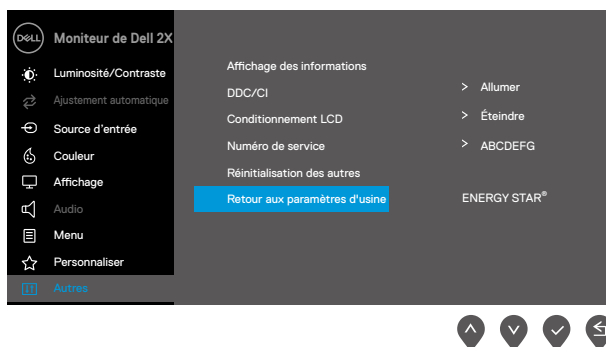 DELL
Moniteur de Dell 2X
Luminosité/Contraste
Ajustement automatique
Source d'entrée
Couleur
Affichage
Audio
Menu
Personnaliser
Autres
Affichage des informations
DDC/CI
> Allumer
Conditionnement LCD
> Éteindre
Numéro de service
> ABCDEFG
Réinitialisation des autres
Retour aux paramètres d'usine
ENERGY STAR®